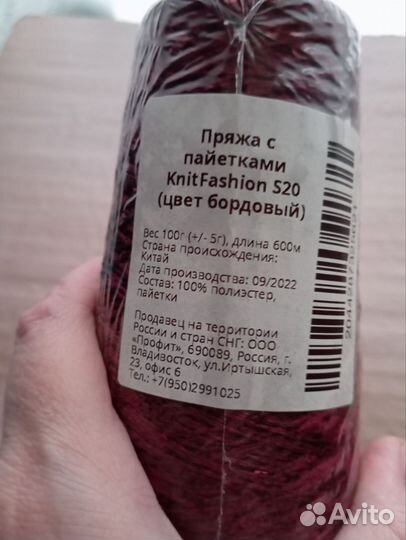 Пряжа с
пайетками
KnitFashion S20
(цвет бордовый)
Вес 100г (+/- 5г), длина 600м
Страна происхождения:
Китай
Дата производства: 09/2022
Состав: 100% полиэстер,
пайетки
Продавец на территории
России и стран СНГ: ООО
«Профит», 690089, Россия, г.
Владивосток, ул.Иртышская,
23, офис 6
Тел.: +7(950)2991025
Avito